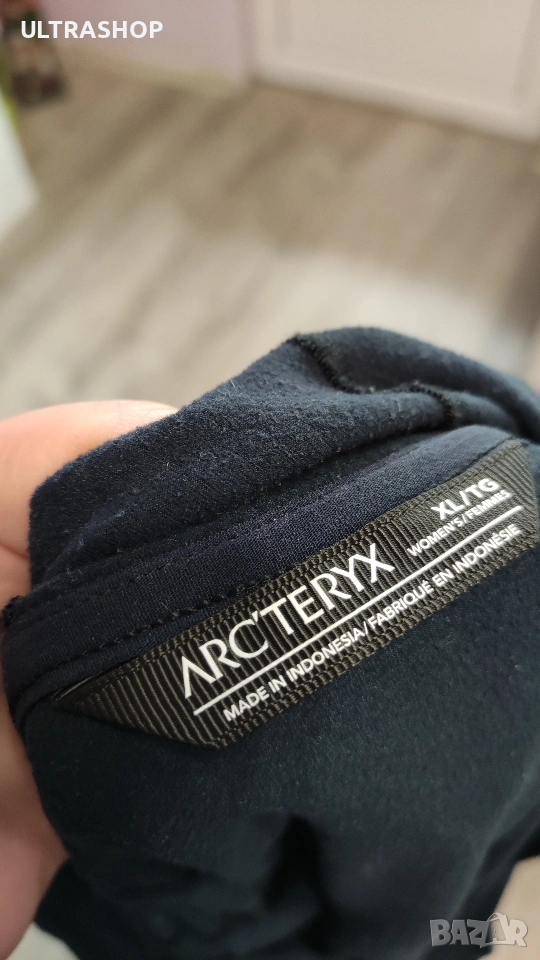 ULTRASHOP
ARC'TERYX
XL/TG
WOMEN'S/FEMMES
MADE IN INDONESIA/FABRIQUÉ EN INDONÉSIE
BAZAR